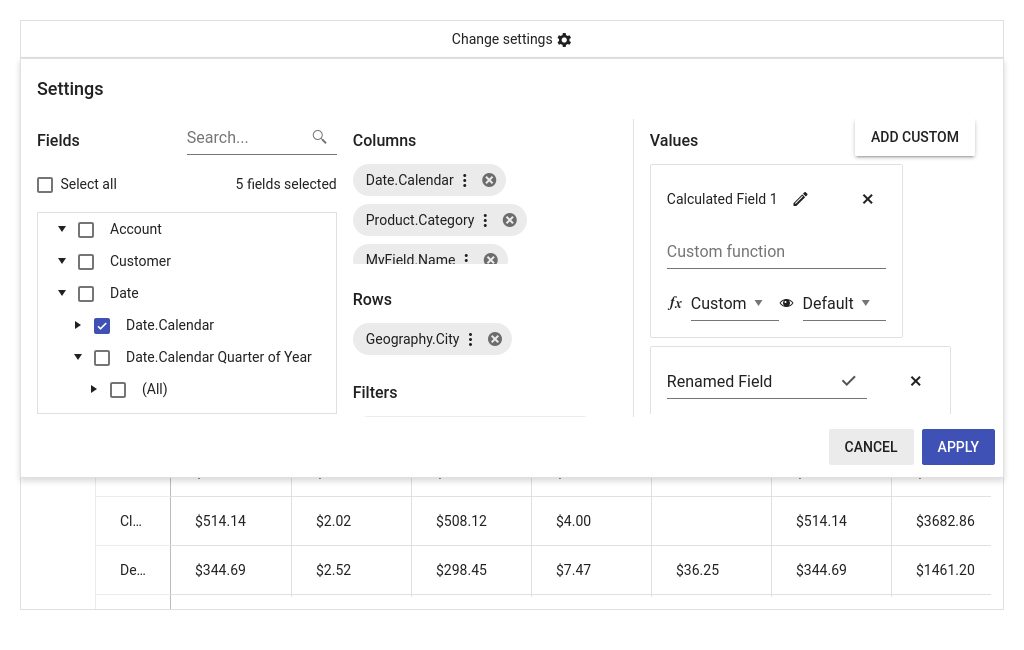 Change settings
Settings
Fields
Search...
Select all
5 fields selected
Account
Customer
Date
Date.Calendar
Date.Calendar Quarter of Year
(All)
Columns
Date.Calendar
Product.Category
MyField.Name
Rows
Geography.City
Filters
Values
ADD CUSTOM
Calculated Field 1
Custom function
fx Custom Default
Renamed Field
CANCEL APPLY
Cl... $514.14 $2.02 $508.12 $4.00 $514.14 $3682.86
De... $344.69 $2.52 $298.45 $7.47 $36.25 $344.69 $1461.20